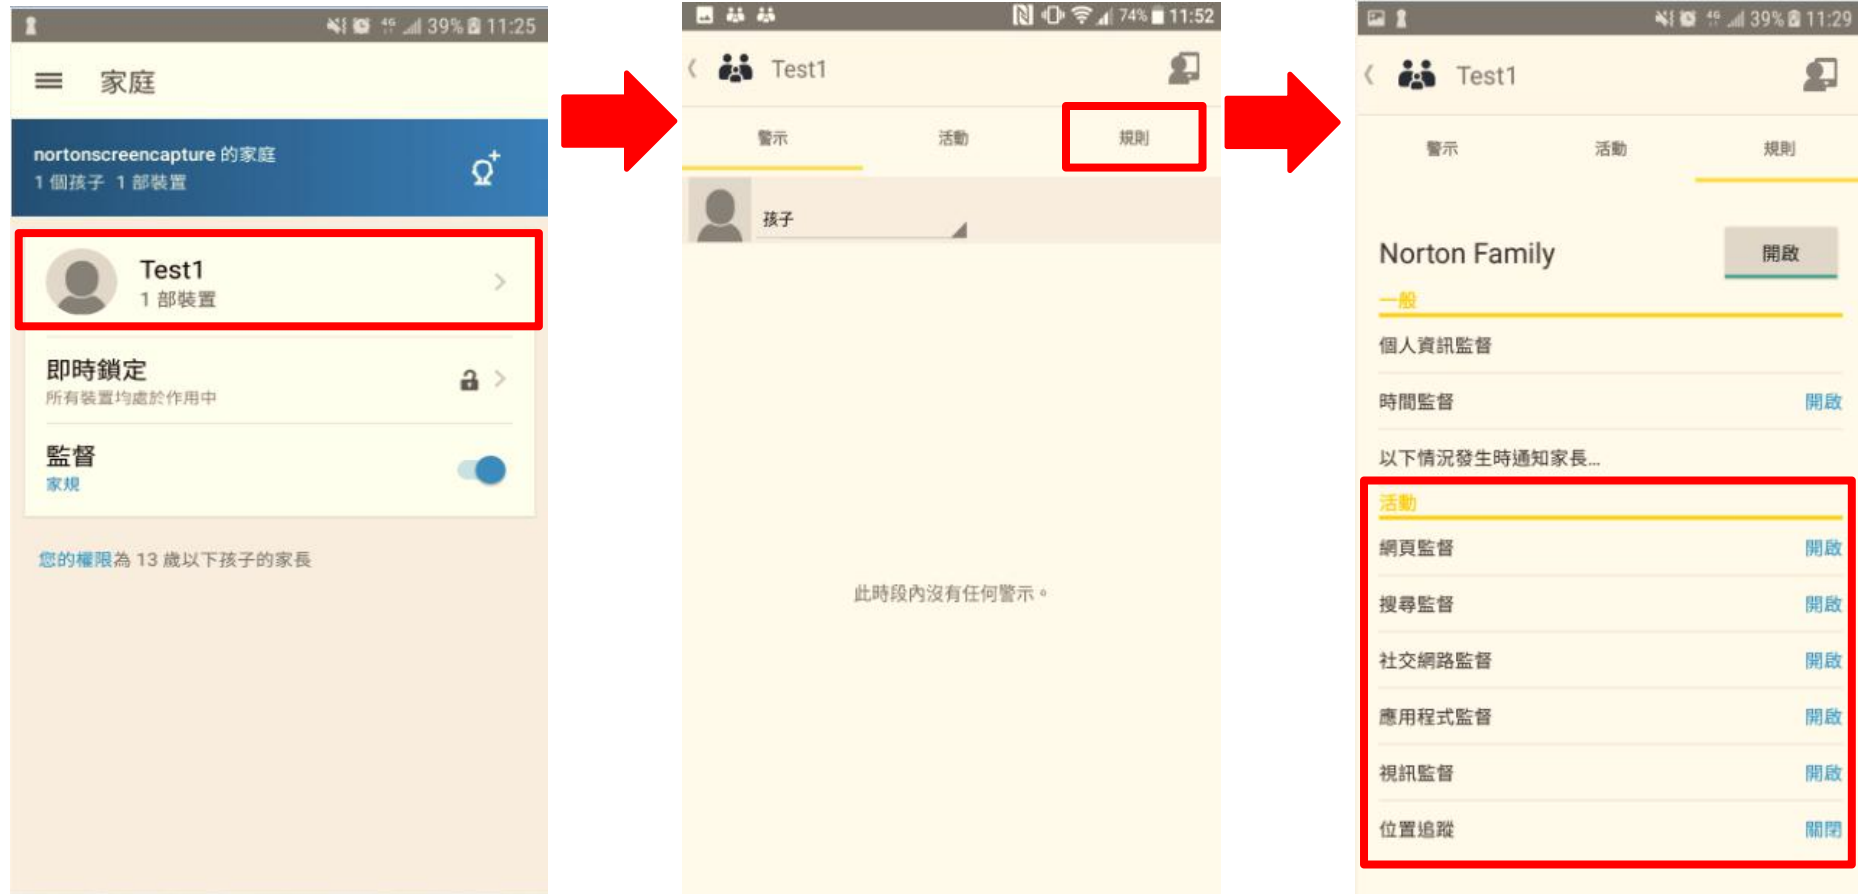 39% 11:25
家庭
nortonscreencapture 的家庭
1 個孩子 1 部裝置
Test1
1 部裝置
即時鎖定
所有裝置均處於作用中
監督
家規
您的權限為 13 歲以下孩子的家長
74% 11:52
Test1
警示 活動 規則
孩子
此時段內沒有任何警示。
4G 39% 11:29
Test1
警示 活動 規則
Norton Family 開啟
一般
個人資訊監督
時間監督 開啟
以下情況發生時通知家長...
活動
網頁監督 開啟
搜尋監督 開啟
社交網路監督 開啟
應用程式監督 開啟
視訊監督 開啟
位置追蹤 關閉